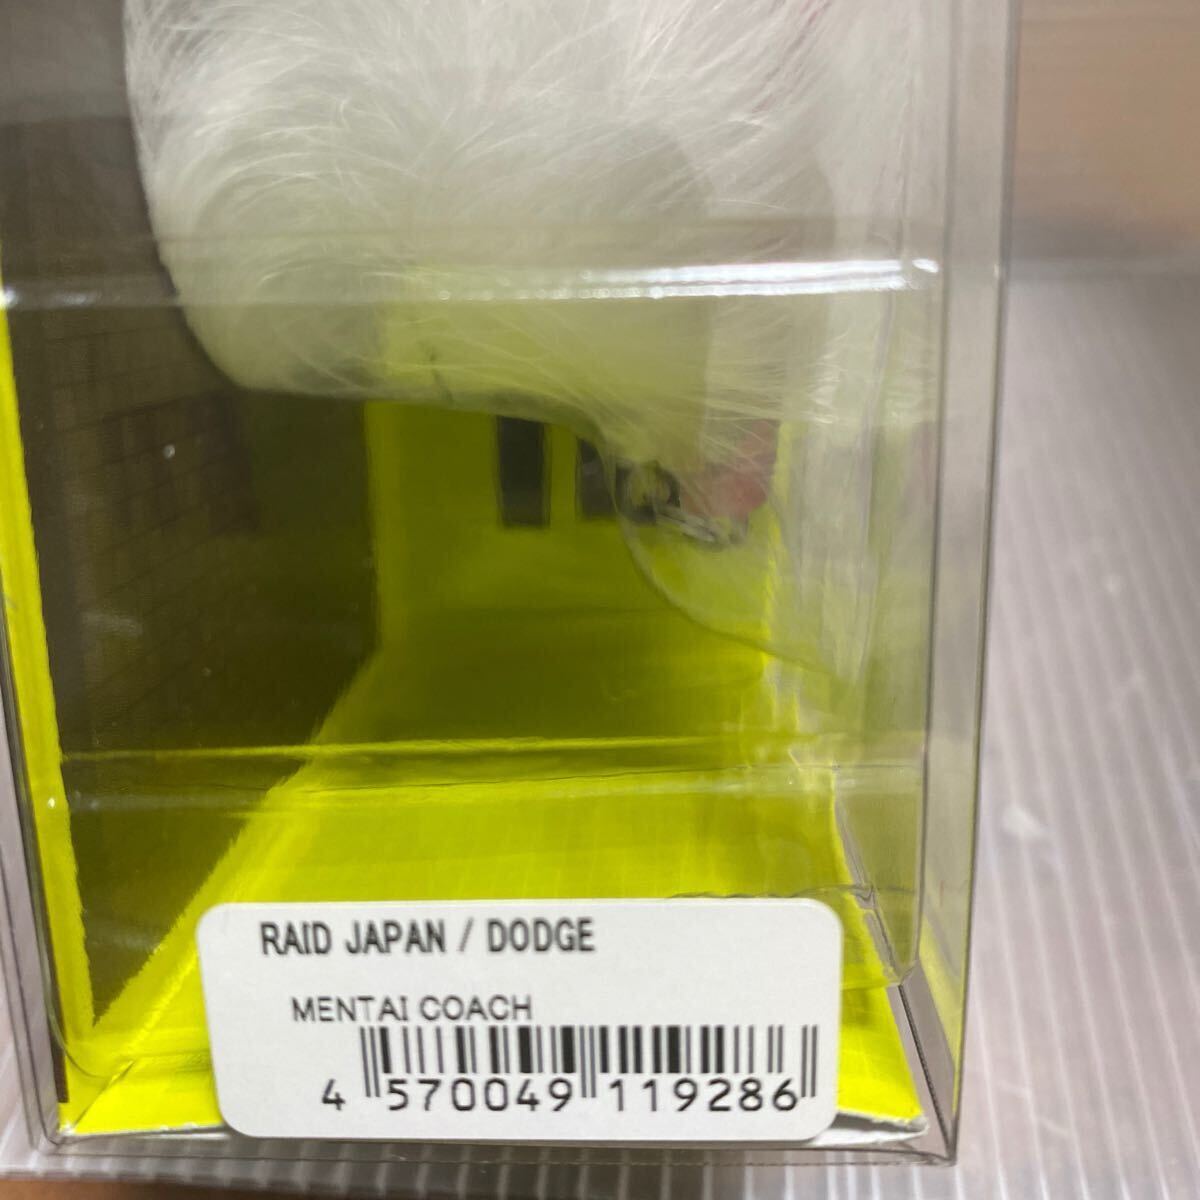 RAID JAPAN / DODGE
MENTAI COACH
4 570049 119286